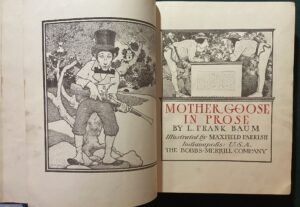 MOTHER GOOSE
IN PROSE
BY L. FRANK BAUM
Illustrated by MAXFIELD PARRISH
Indianapolis U.S.A.
THE BOBBS-MERRILL COMPANY